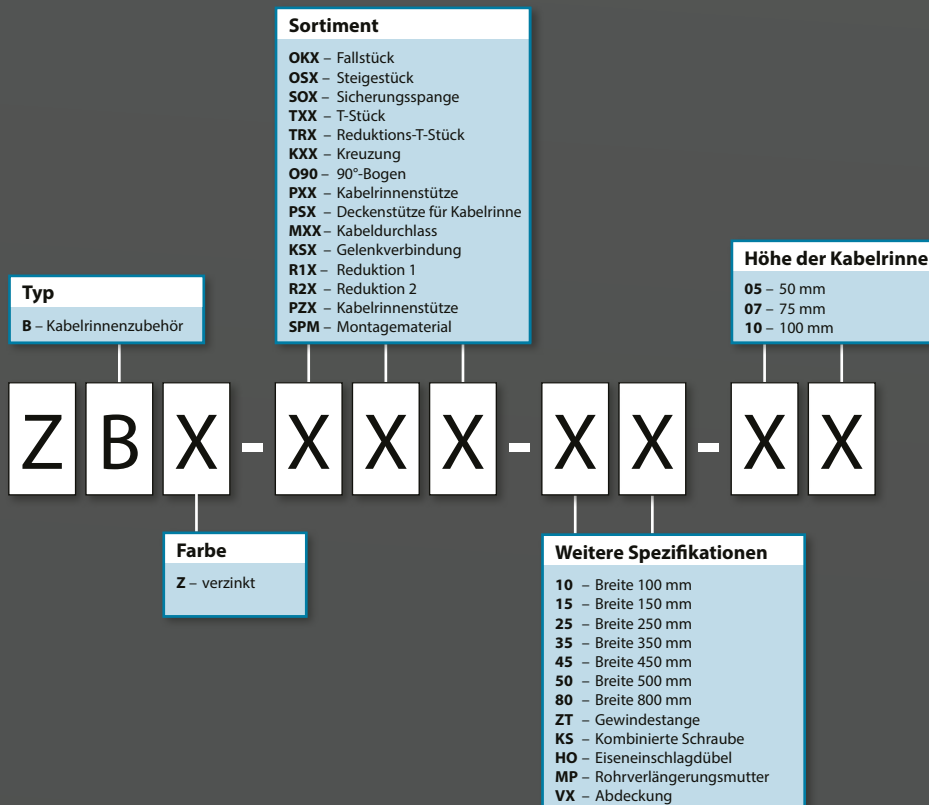 Sortiment
OKX – Fallstück
OSX – Steigestück
SOX – Sicherungsspange
TXX – T-Stück
TRX – Reduktions-T-Stück
KXX – Kreuzung
O90 – 90°-Bogen
PXX – Kabelrinnenstütze
PSX – Deckenstütze für Kabelrinne
MXX – Kabeldurchlass
KSX – Gelenkverbindung
R1X – Reduktion 1
R2X – Reduktion 2
PZX – Kabelrinnenstütze
SPM – Montagematerial
Höhe der Kabelrinne
05 – 50 mm
07 – 75 mm
10 – 100 mm
Typ
B – Kabelrinnenzubehör
Z B X - X X X - X X - X X
Farbe
Z – verzinkt
Weitere Spezifikationen
10 – Breite 100 mm
15 – Breite 150 mm
25 – Breite 250 mm
35 – Breite 350 mm
45 – Breite 450 mm
50 – Breite 500 mm
80 – Breite 800 mm
ZT – Gewindestange
KS – Kombinierte Schraube
HO – Eiseneinschlagdübel
MP – Rohrverlängerungsmutter
VX – Abdeckung